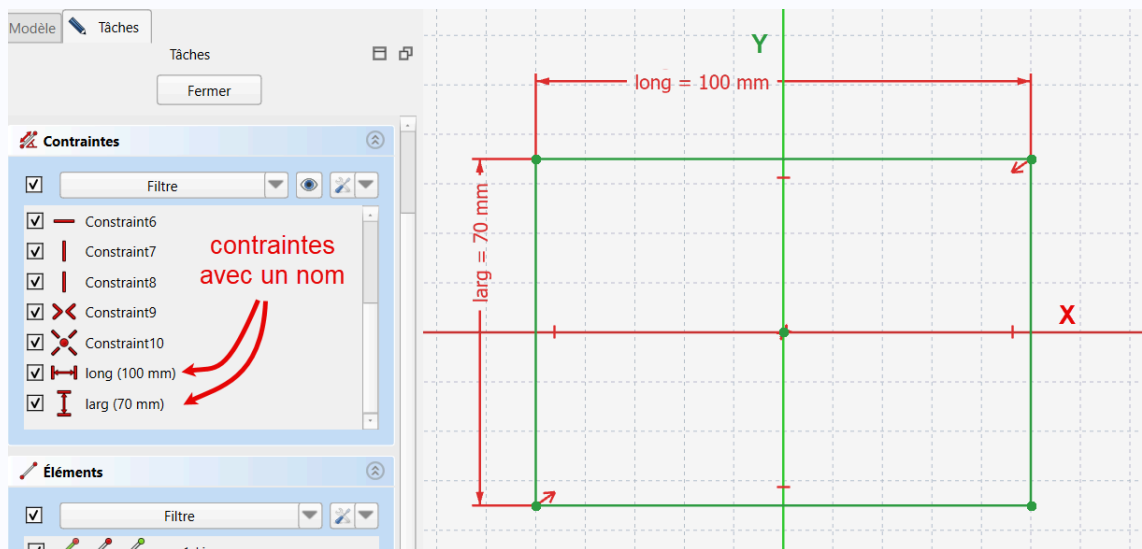 Modèle
Tâches
Tâches
Fermer
Contraintes
Filtre
Constraint6
Constraint7
Constraint8
Constraint9
Constraint10
long (100 mm)
larg (70 mm)
contraintes
avec un nom
Éléments
Filtre
Y
long = 100 mm
larg = 70 mm
X